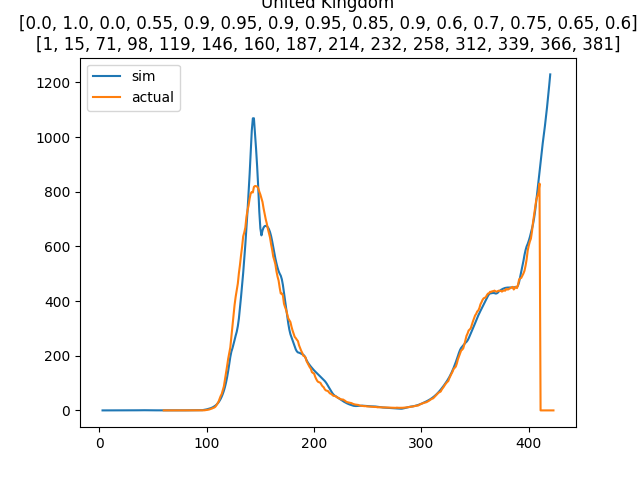 United Kingdom
[0.0, 1.0, 0.0, 0.55, 0.9, 0.95, 0.9, 0.95, 0.85, 0.9, 0.6, 0.7, 0.75, 0.65, 0.6]
[1, 15, 71, 98, 119, 146, 160, 187, 214, 232, 258, 312, 339, 366, 381]
sim
actual
1200
1000
800
600
400
200
0
0 100 200 300 400